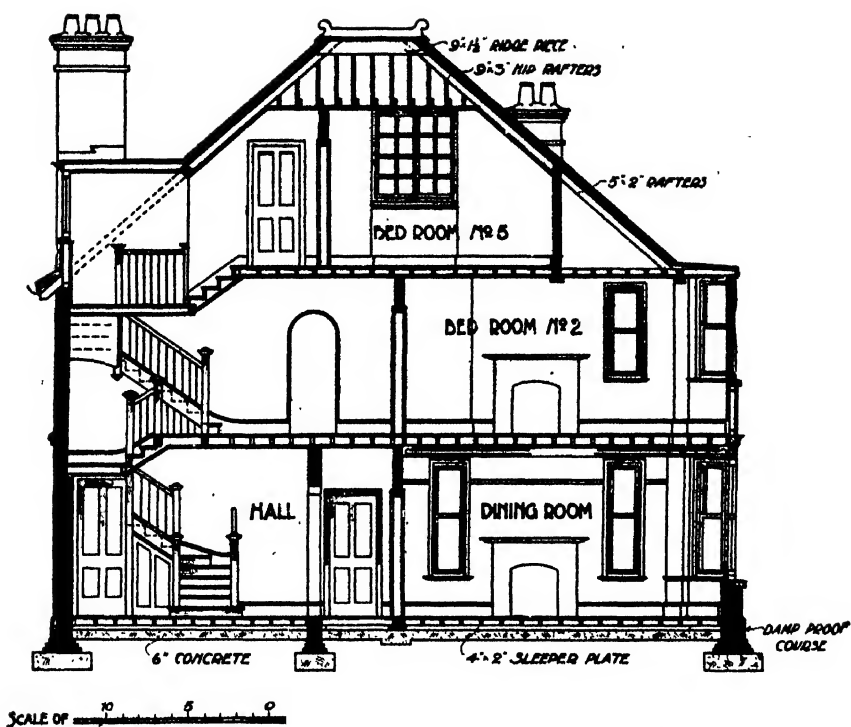 9"·1½" RIDGE PIECE
9"·3" HIP RAFTERS
5"·2" RAFTERS
BED ROOM Nº 5
BED ROOM Nº 2
HALL
DINING ROOM
DAMP PROOF
COURSE
6" CONCRETE
4"·2" SLEEPER PLATE
10 5 0
SCALE OF